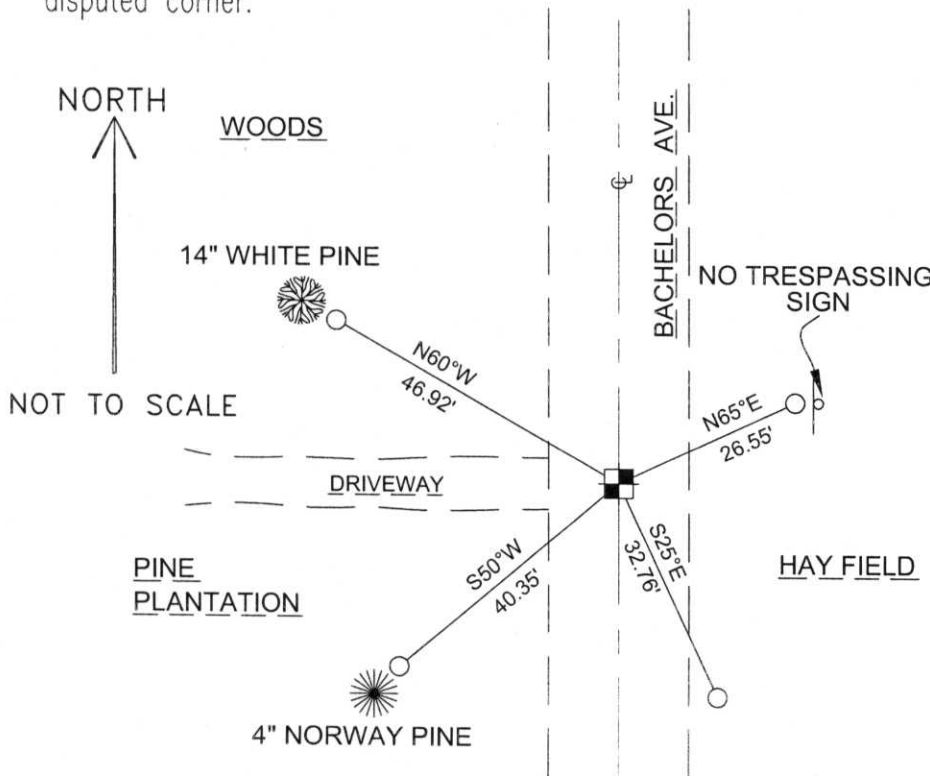 disputed corner.
NORTH
WOODS
BACHELORS AVE.
℄
14" WHITE PINE
NO TRESPASSING
SIGN
NOT TO SCALE
N60°W
46.92'
N65°E
26.55'
DRIVEWAY
S50°W
40.35'
S25°E
32.76'
PINE
PLANTATION
HAY FIELD
4" NORWAY PINE